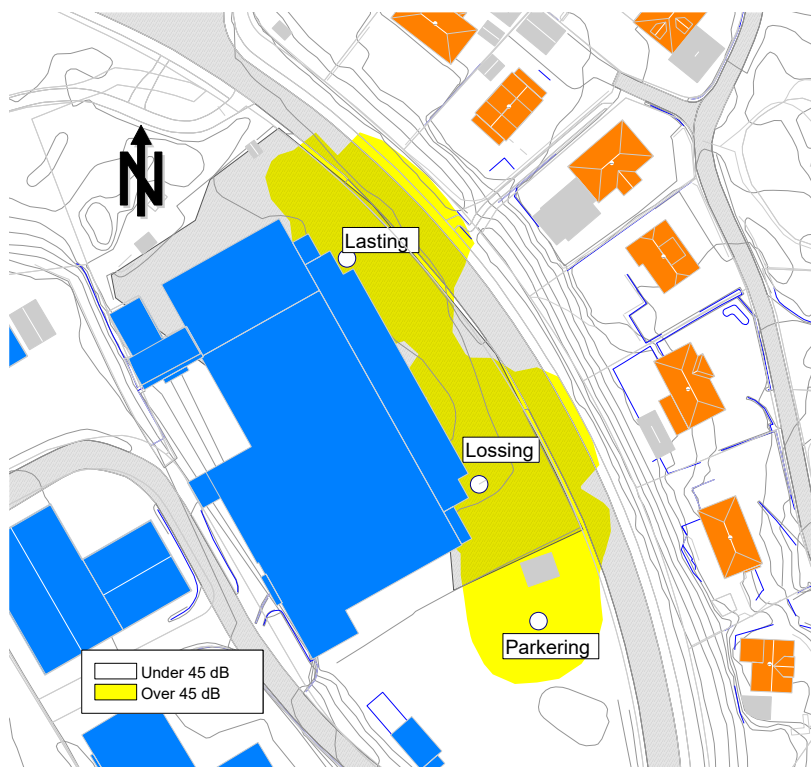 N
Lasting
Lossing
Parkering
Under 45 dB
Over 45 dB